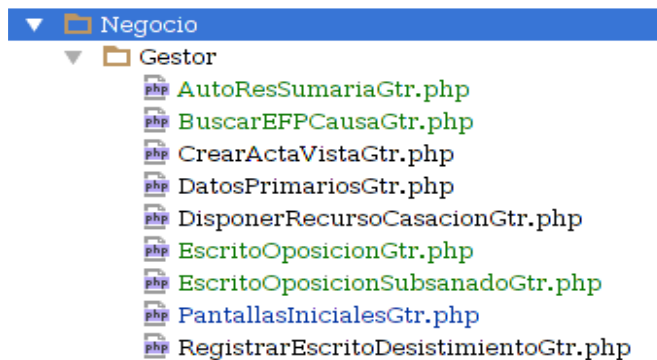 Negocio
Gestor
php AutoResSumariaGtr.php
php BuscarEFPCausaGtr.php
php CrearActaVistaGtr.php
php DatosPrimariosGtr.php
php DisponerRecursoCasacionGtr.php
php EscritoOposicionGtr.php
php EscritoOposicionSubsanadoGtr.php
php PantallasInicialesGtr.php
php RegistrarEscritoDesistimientoGtr.php